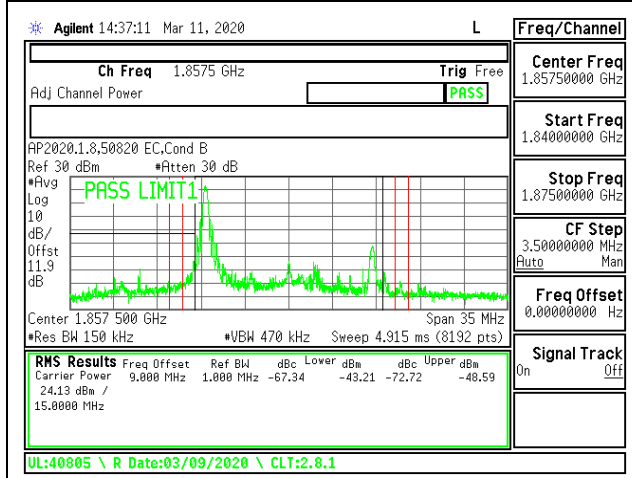 Agilent 14:37:11 Mar 11, 2020 L
Freq/Channel
Ch Freq 1.8575 GHz Trig Free
Adj Channel Power PASS
Center Freq
1.85750000 GHz
Start Freq
1.84000000 GHz
Stop Freq
1.87500000 GHz
CF Step
3.50000000 MHz
Auto Man
Freq Offset
0.00000000 Hz
Signal Track
On Off
AP2020.1.8,50820 EC,Cond B
Ref 30 dBm #Atten 30 dB
#Avg
Log
10
dB/
Offst
11.9
dB
PASS LIMIT1
Center 1.857 500 GHz Span 35 MHz
#Res BW 150 kHz #VBW 470 kHz Sweep 4.915 ms (8192 pts)
RMS Results Freq Offset Ref BW dBc Lower dBm dBc Upper dBm
Carrier Power 9.000 MHz 1.000 MHz -67.34 -43.21 -72.72 -48.59
24.13 dBm /
15.0000 MHz
UL:40805 \ R Date:03/09/2020 \ CLT:2.8.1